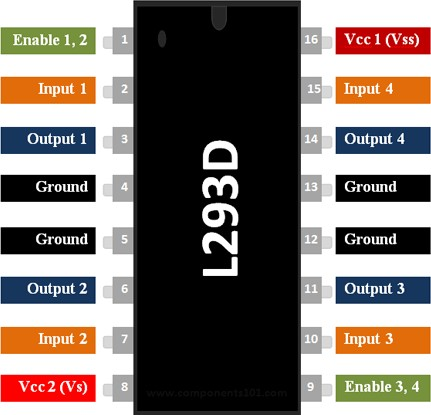 Enable 1, 2 1 16 Vcc 1 (Vss)
Input 1 2 15 Input 4
Output 1 3 14 Output 4
Ground 4 13 Ground
L293D
Ground 5 12 Ground
Output 2 6 11 Output 3
Input 2 7 10 Input 3
Vcc 2 (Vs) 8 9 Enable 3, 4
www.components101.com